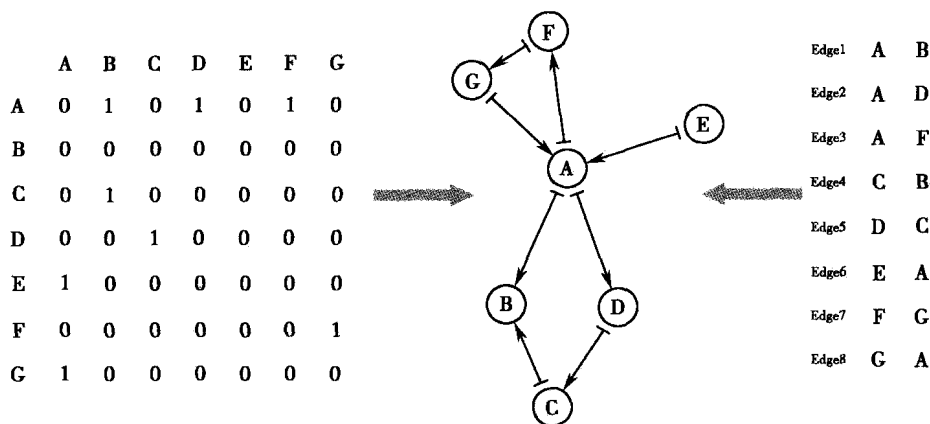 A B C D E F G
A 0 1 0 1 0 1 0
B 0 0 0 0 0 0 0
C 0 1 0 0 0 0 0
D 0 0 1 0 0 0 0
E 1 0 0 0 0 0 0
F 0 0 0 0 0 0 1
G 1 0 0 0 0 0 0
F
G
E
A
B
D
C
Edge1 A B
Edge2 A D
Edge3 A F
Edge4 C B
Edge5 D C
Edge6 E A
Edge7 F G
Edge8 G A